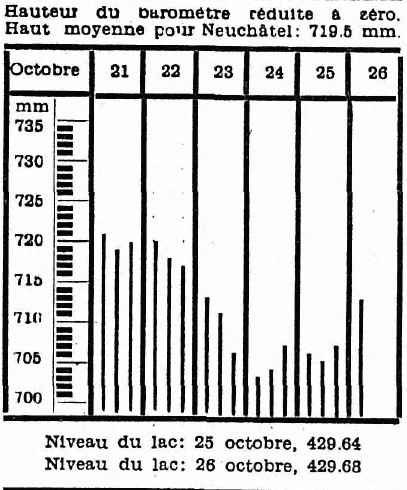 Hauteur du baromètre réduite à zéro.
Haut moyenne pour Neuchâtel: 719.5 mm.
Octobre 21 22 23 24 25 26
mm
735
730
725
720
715
710
705
700
Niveau du lac: 25 octobre, 429.64
Niveau du lac: 26 octobre, 429.68